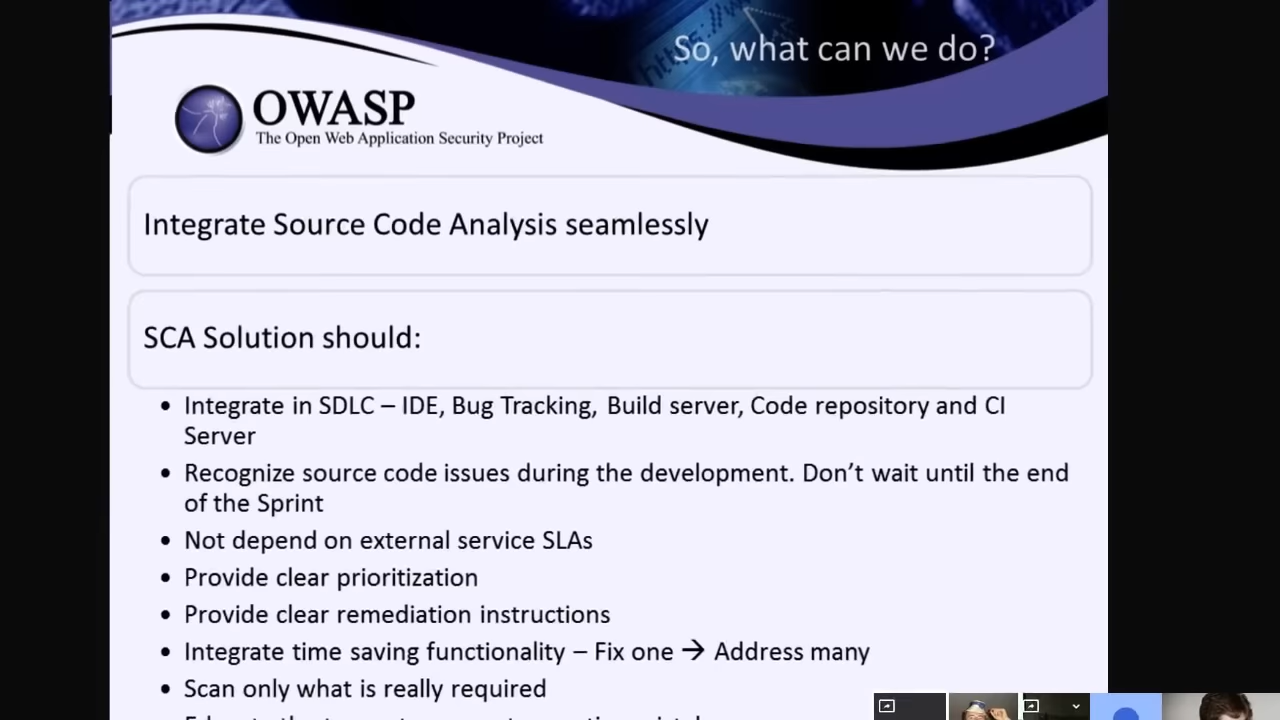 So, what can we do?
OWASP
The Open Web Application Security Project
Integrate Source Code Analysis seamlessly
SCA Solution should:
• Integrate in SDLC – IDE, Bug Tracking, Build server, Code repository and CI
Server
• Recognize source code issues during the development. Don’t wait until the end
of the Sprint
• Not depend on external service SLAs
• Provide clear prioritization
• Provide clear remediation instructions
• Integrate time saving functionality – Fix one → Address many
• Scan only what is really required